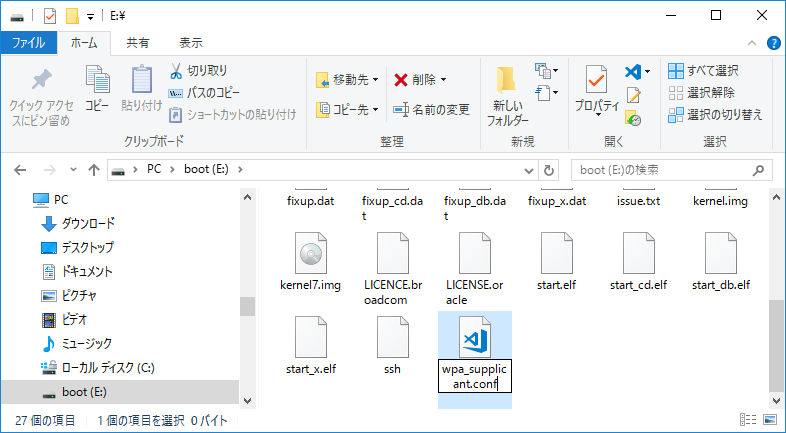 E:¥
ファイル ホーム 共有 表示
クイック アクセスにピン留め
コピー
貼り付け
切り取り
パスのコピー
ショートカットの貼り付け
クリップボード
移動先
コピー先
削除
名前の変更
整理
新しいフォルダー
新規
プロパティ
開く
すべて選択
選択解除
選択の切り替え
選択
PC boot (E:)
boot (E:)の検索
PC
ダウンロード
デスクトップ
ドキュメント
ピクチャ
ビデオ
ミュージック
ローカル ディスク (C:)
boot (E:)
fixup.dat
fixup_cd.dat
fixup_db.dat
fixup_x.dat
issue.txt
kernel.img
kernel7.img
LICENCE.broadcom
LICENSE.oracle
start.elf
start_cd.elf
start_db.elf
start_x.elf
ssh
wpa_supplicant.conf
27 個の項目 1 個の項目を選択 0 バイト